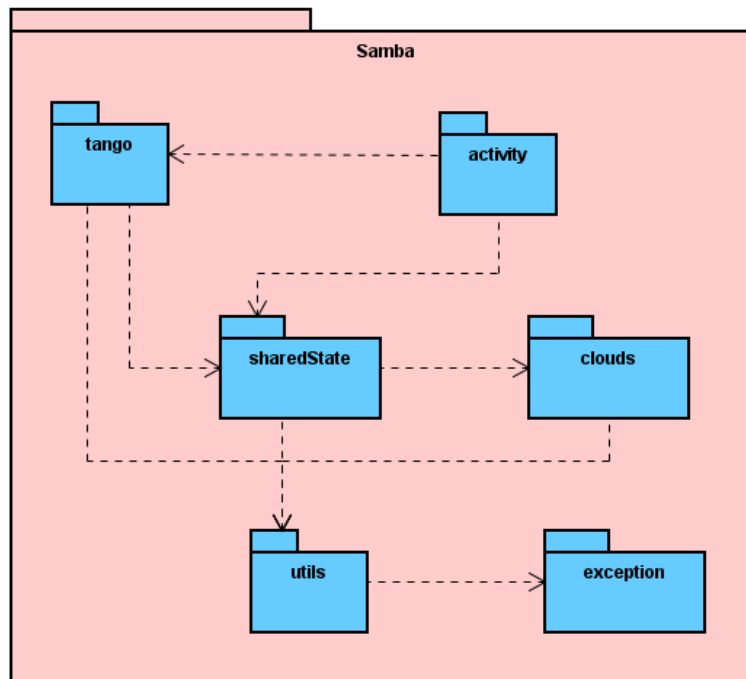 Samba
tango
activity
sharedState
clouds
utils
exception